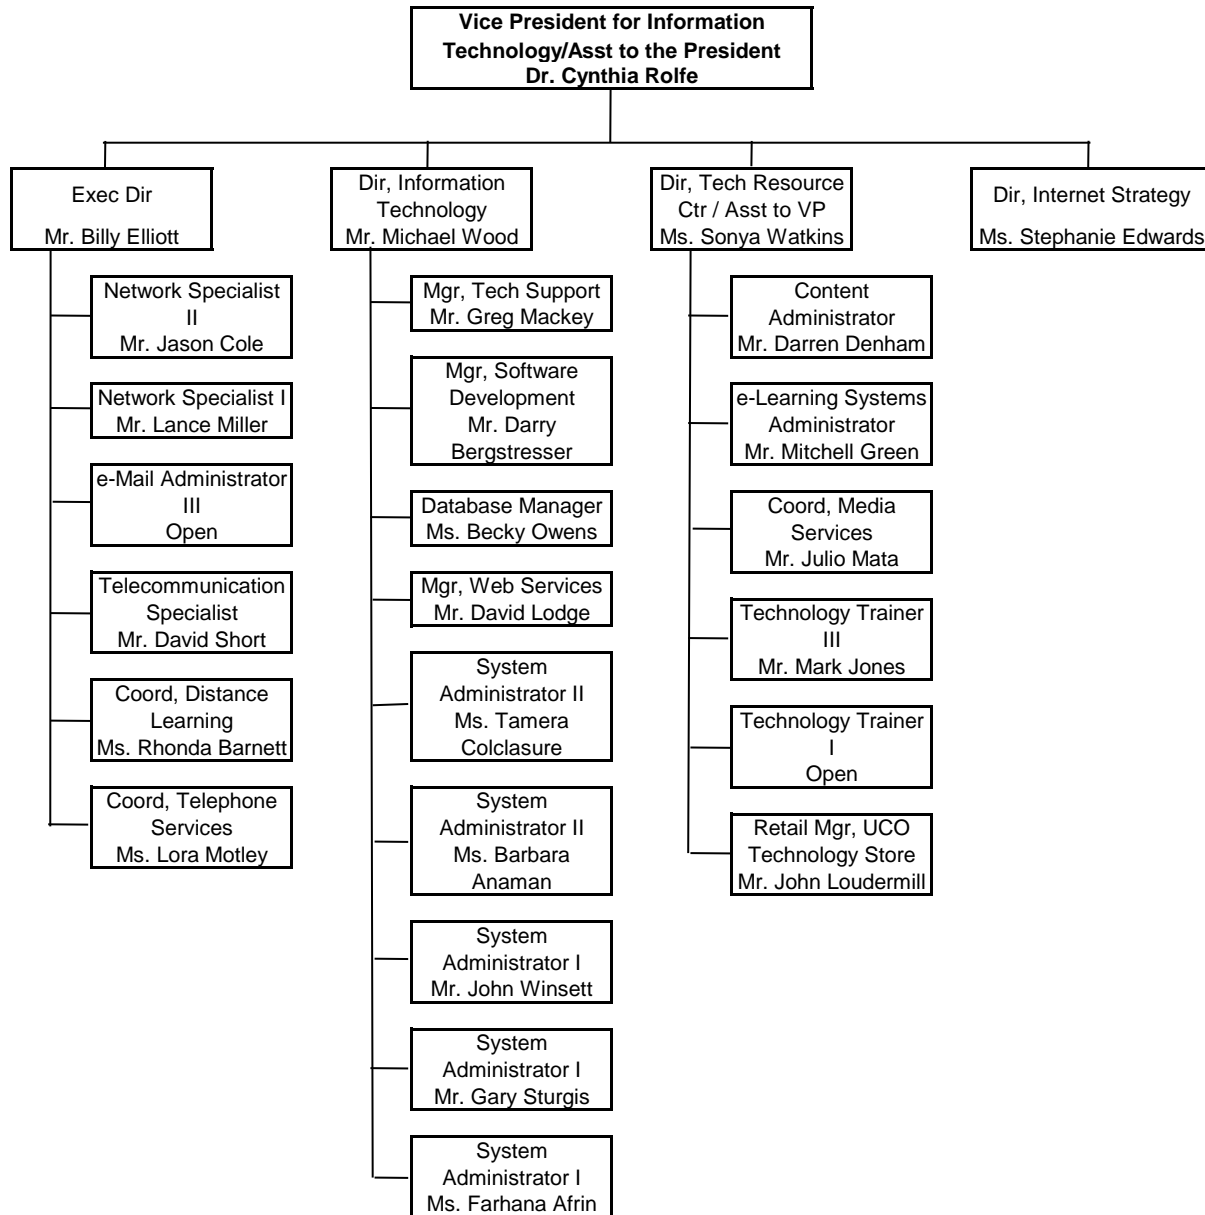 Vice President for Information
Technology/Asst to the President
Dr. Cynthia Rolfe
Exec Dir
Mr. Billy Elliott
Dir, Information
Technology
Mr. Michael Wood
Dir, Tech Resource
Ctr / Asst to VP
Ms. Sonya Watkins
Dir, Internet Strategy
Ms. Stephanie Edwards
Network Specialist
II
Mr. Jason Cole
Network Specialist I
Mr. Lance Miller
e-Mail Administrator
III
Open
Telecommunication
Specialist
Mr. David Short
Coord, Distance
Learning
Ms. Rhonda Barnett
Coord, Telephone
Services
Ms. Lora Motley
Mgr, Tech Support
Mr. Greg Mackey
Mgr, Software
Development
Mr. Darry
Bergstresser
Database Manager
Ms. Becky Owens
Mgr, Web Services
Mr. David Lodge
System
Administrator II
Ms. Tamera
Colclasure
System
Administrator II
Ms. Barbara
Anaman
System
Administrator I
Mr. John Winsett
System
Administrator I
Mr. Gary Sturgis
System
Administrator I
Ms. Farhana Afrin
Content
Administrator
Mr. Darren Denham
e-Learning Systems
Administrator
Mr. Mitchell Green
Coord, Media
Services
Mr. Julio Mata
Technology Trainer
III
Mr. Mark Jones
Technology Trainer
I
Open
Retail Mgr, UCO
Technology Store
Mr. John Loudermill